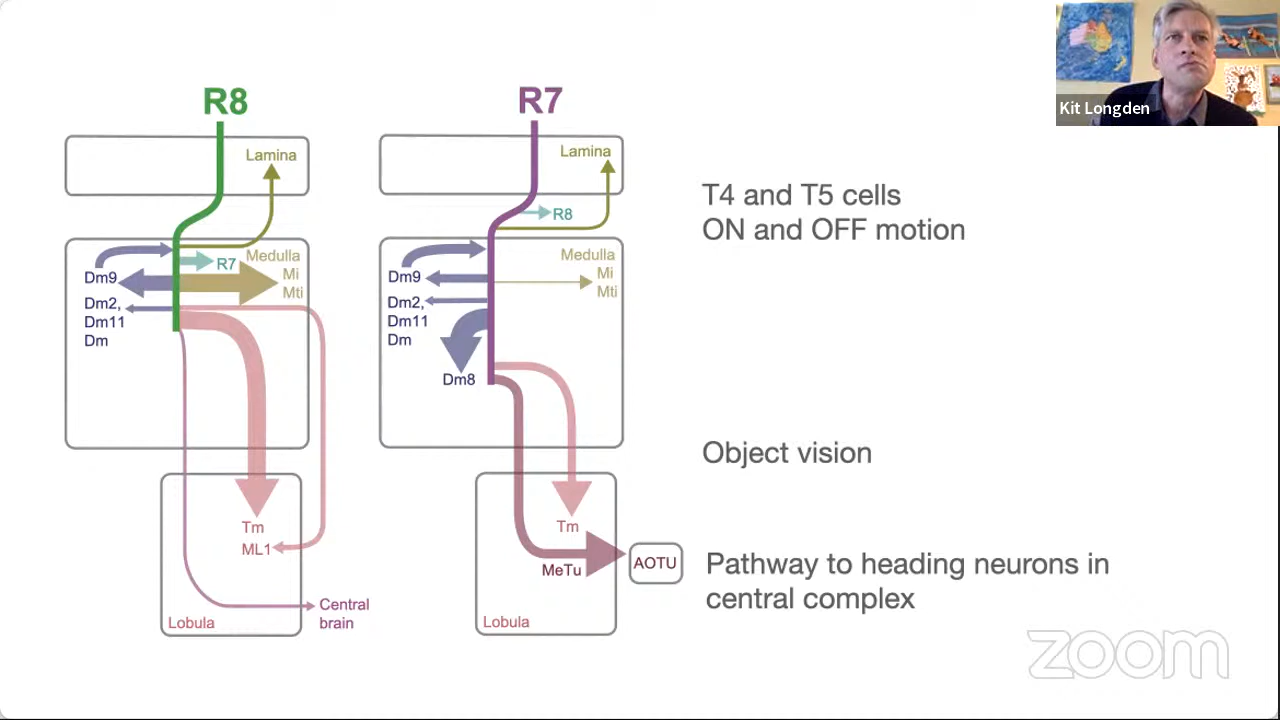 Kit Longden
R8
Lamina
R7
Medulla
Mi
Mti
Dm9
Dm2,
Dm11
Dm
Tm
ML1
Lobula
Central
brain
R7
Lamina
R8
Medulla
Mi
Mti
Dm9
Dm2,
Dm11
Dm
Dm8
Tm
MeTu
Lobula
AOTU
T4 and T5 cells
ON and OFF motion
Object vision
Pathway to heading neurons in
central complex
zoom